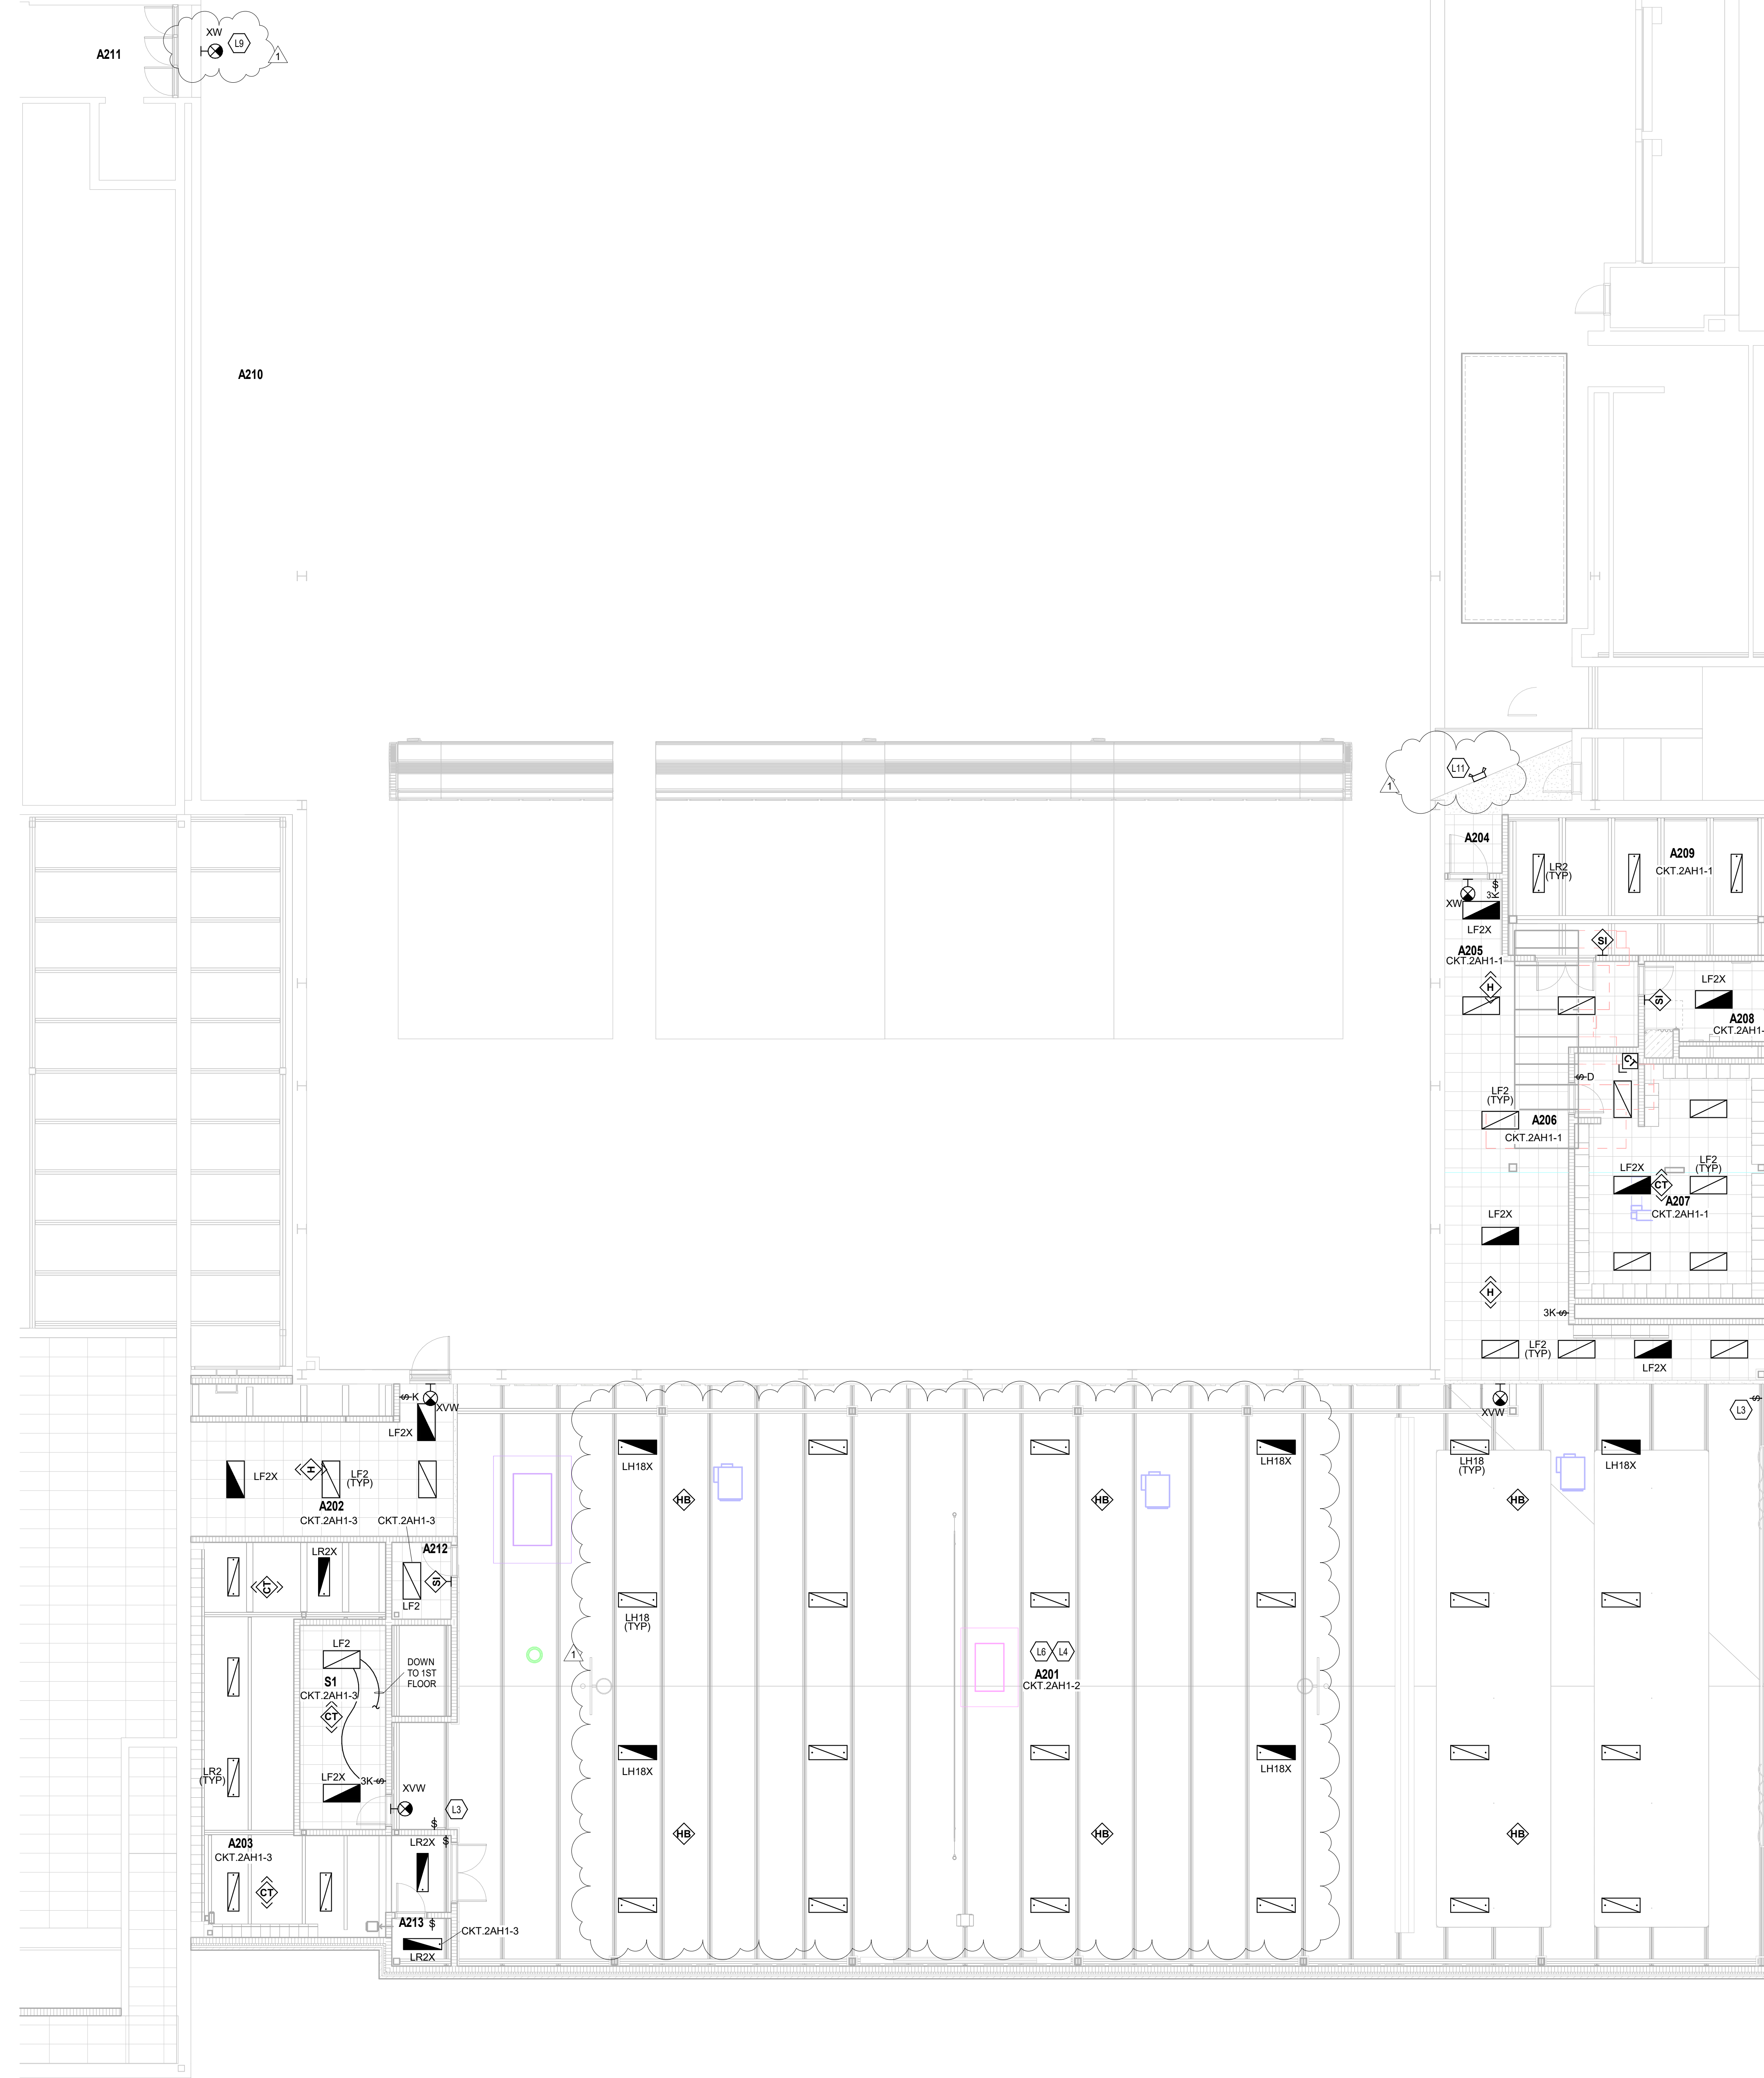 XW
L9
1
A211
A210
L11
1
A204
A209
CKT.2AH1-1
LR2
(TYP)
$
3K
XW
LF2X
SI
A205
CKT.2AH1-1
H
LF2X
SI
A208
CKT.2AH1-
CT
$ D
LF2
(TYP)
A206
CKT.2AH1-1
LF2X
LF2
(TYP)
CT
A207
CKT.2AH1-1
LF2X
H
3K $
LF2
(TYP)
LF2X
$ K
XVW
LF2X
XVW
L3
$
LF2X
H
LF2
(TYP)
A202
CKT.2AH1-3
CKT.2AH1-3
LH18X
LH18X
LH18
(TYP)
LH18X
HB
HB
HB
A212
LR2X
CT
SI
LF2
LH18
(TYP)
LF2
DOWN
TO 1ST
FLOOR
1
L6
L4
A201
CKT.2AH1-2
S1
CKT.2AH1-3
CT
LR2
(TYP)
LF2X
3K $
XVW
L3
LH18X
LH18X
$
$
HB
HB
HB
A203
CKT.2AH1-3
LR2X
CT
A213
$
CKT.2AH1-3
LR2X